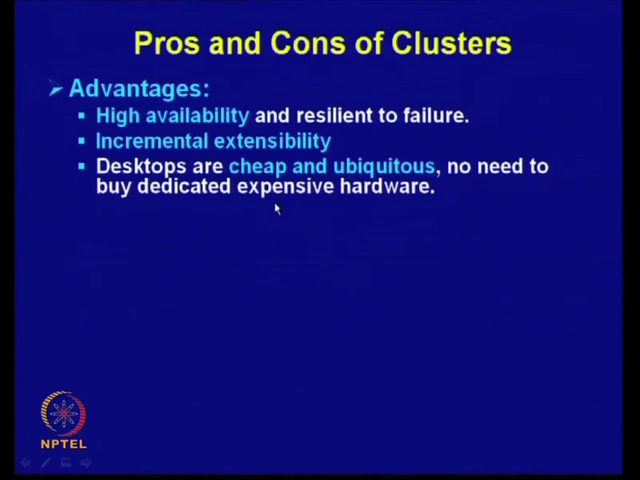 Pros and Cons of Clusters
Advantages:
High availability and resilient to failure.
Incremental extensibility
Desktops are cheap and ubiquitous, no need to
buy dedicated expensive hardware.
NPTEL